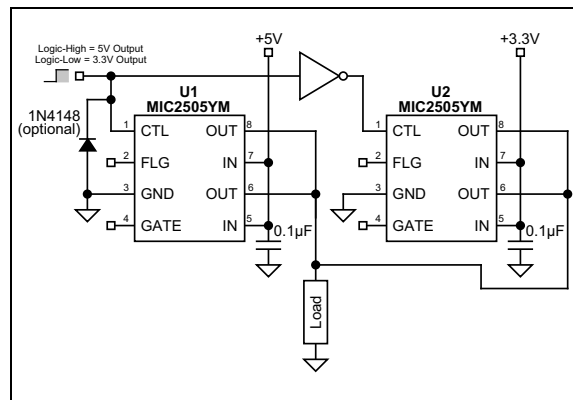 Logic-High = 5V Output
Logic-Low = 3.3V Output
+5V
+3.3V
U1
MIC2505YM
U2
MIC2505YM
1N4148
(optional)
1 CTL OUT 8
2 FLG IN 7
3 GND OUT 6
4 GATE IN 5
0.1µF
1 CTL OUT 8
2 FLG IN 7
3 GND OUT 6
4 GATE IN 5
0.1µF
Load